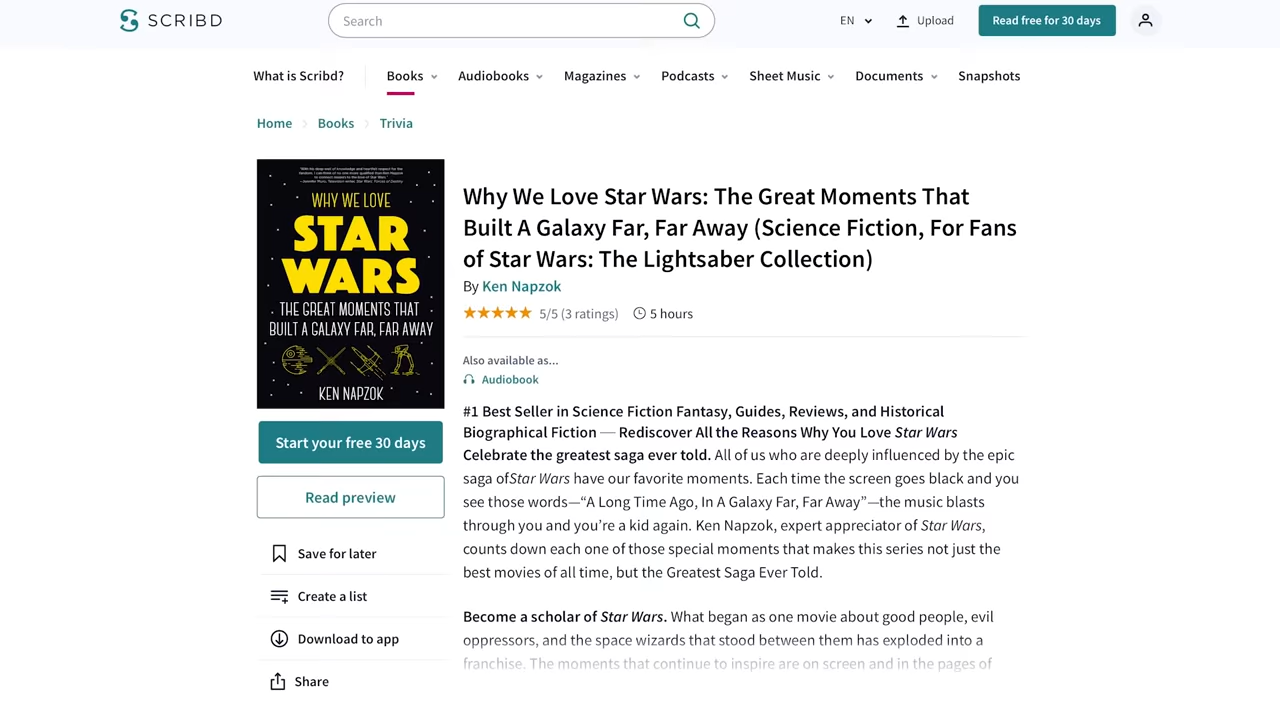 SCRIBD
Search
EN
Upload
Read free for 30 days
What is Scribd?
Books
Audiobooks
Magazines
Podcasts
Sheet Music
Documents
Snapshots
Home
Books
Trivia
WHY WE LOVE
STAR
WARS
THE GREAT MOMENTS THAT
BUILT A GALAXY FAR, FAR AWAY
KEN NAPZOK
Start your free 30 days
Read preview
Save for later
Create a list
Download to app
Share
Why We Love Star Wars: The Great Moments That
Built A Galaxy Far, Far Away (Science Fiction, For Fans
of Star Wars: The Lightsaber Collection)
By Ken Napzok
5/5 (3 ratings)
5 hours
Also available as...
Audiobook
#1 Best Seller in Science Fiction Fantasy, Guides, Reviews, and Historical
Biographical Fiction ― Rediscover All the Reasons Why You Love Star Wars
Celebrate the greatest saga ever told. All of us who are deeply influenced by the epic
saga ofStar Wars have our favorite moments. Each time the screen goes black and you
see those words—“A Long Time Ago, In A Galaxy Far, Far Away”—the music blasts
through you and you’re a kid again. Ken Napzok, expert appreciator of Star Wars,
counts down each one of those special moments that makes this series not just the
best movies of all time, but the Greatest Saga Ever Told.
Become a scholar of Star Wars. What began as one movie about good people, evil
oppressors, and the space wizards that stood between them has exploded into a
franchise. The moments that continue to inspire are on screen and in the pages of